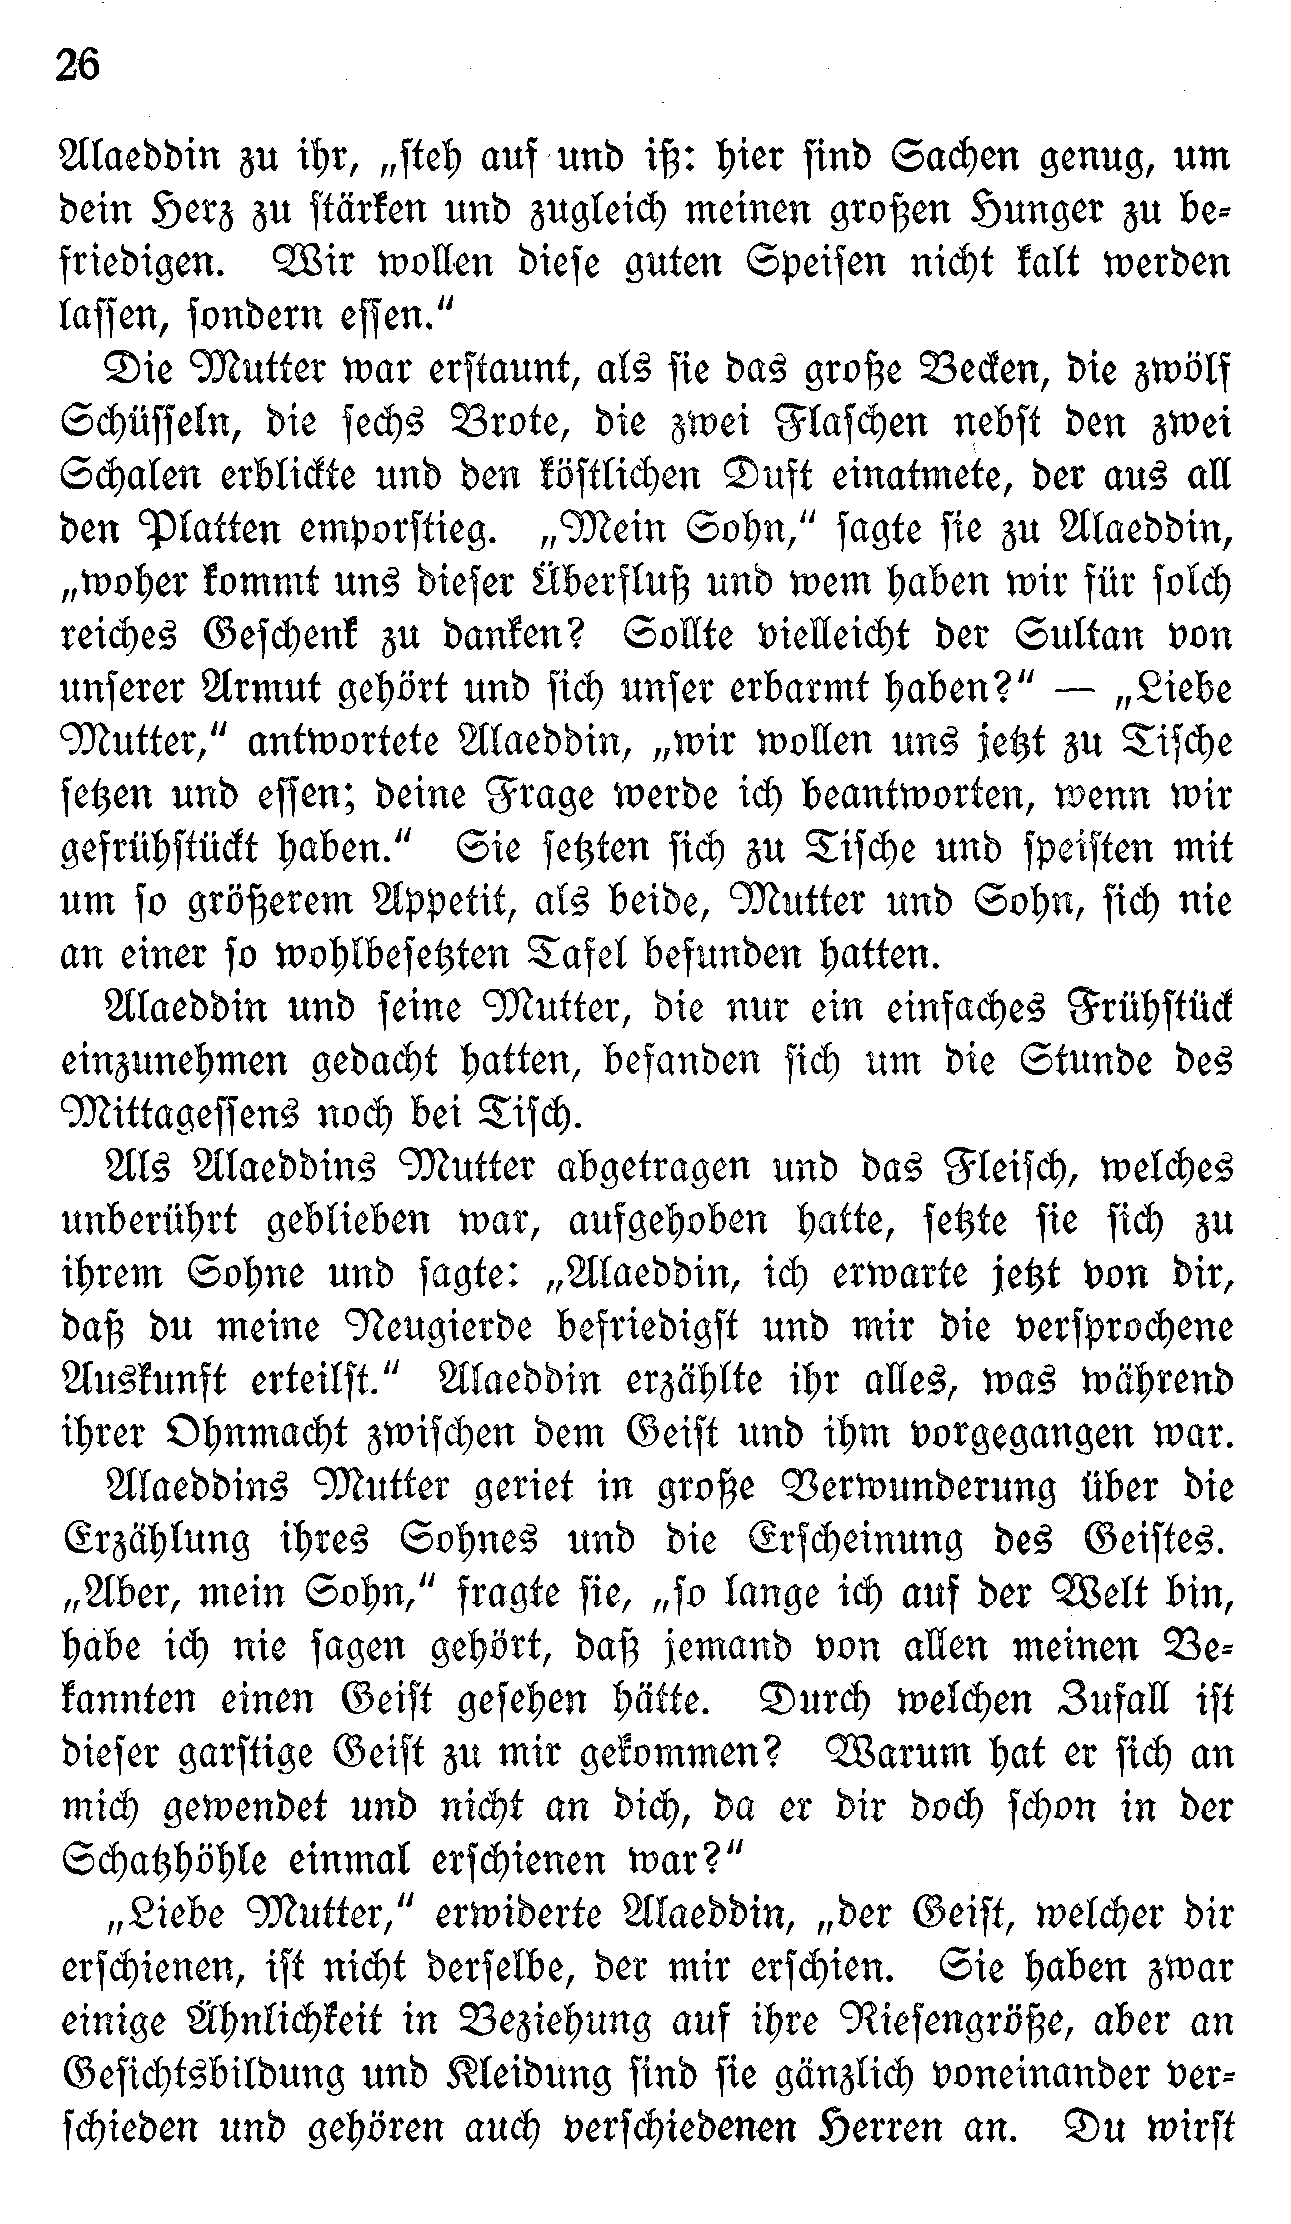 26
Alaeddin zu ihr, „steh auf und iß: hier sind Sachen genug, um
dein Herz zu stärken und zugleich meinen großen Hunger zu be-
friedigen. Wir wollen diese guten Speisen nicht kalt werden
lassen, sondern essen.“
Die Mutter war erstaunt, als sie das große Becken, die zwölf
Schüsseln, die sechs Brote, die zwei Flaschen nebst den zwei
Schalen erblickte und den köstlichen Duft einatmete, der aus all
den Platten emporstieg. „Mein Sohn,“ sagte sie zu Alaeddin,
„woher kommt uns dieser Überfluß und wem haben wir für solch
reiches Geschenk zu danken? Sollte vielleicht der Sultan von
unserer Armut gehört und sich unser erbarmt haben?“ — „Liebe
Mutter,“ antwortete Alaeddin, „wir wollen uns jetzt zu Tische
setzen und essen; deine Frage werde ich beantworten, wenn wir
gefrühstückt haben.“ Sie setzten sich zu Tische und speisten mit
um so größerem Appetit, als beide, Mutter und Sohn, sich nie
an einer so wohlbesetzten Tafel befunden hatten.
Alaeddin und seine Mutter, die nur ein einfaches Frühstück
einzunehmen gedacht hatten, befanden sich um die Stunde des
Mittagessens noch bei Tisch.
Als Alaeddins Mutter abgetragen und das Fleisch, welches
unberührt geblieben war, aufgehoben hatte, setzte sie sich zu
ihrem Sohne und sagte: „Alaeddin, ich erwarte jetzt von dir,
daß du meine Neugierde befriedigst und mir die versprochene
Auskunft erteilst.“ Alaeddin erzählte ihr alles, was während
ihrer Ohnmacht zwischen dem Geist und ihm vorgegangen war.
Alaeddins Mutter geriet in große Verwunderung über die
Erzählung ihres Sohnes und die Erscheinung des Geistes.
„Aber, mein Sohn,“ fragte sie, „so lange ich auf der Welt bin,
habe ich nie sagen gehört, daß jemand von allen meinen Be-
kannten einen Geist gesehen hätte. Durch welchen Zufall ist
dieser garstige Geist zu mir gekommen? Warum hat er sich an
mich gewendet und nicht an dich, da er dir doch schon in der
Schatzhöhle einmal erschienen war?“
„Liebe Mutter,“ erwiderte Alaeddin, „der Geist, welcher dir
erschienen, ist nicht derselbe, der mir erschien. Sie haben zwar
einige Ähnlichkeit in Beziehung auf ihre Riesengröße, aber an
Gesichtsbildung und Kleidung sind sie gänzlich voneinander ver-
schieden und gehören auch verschiedenen Herren an. Du wirst